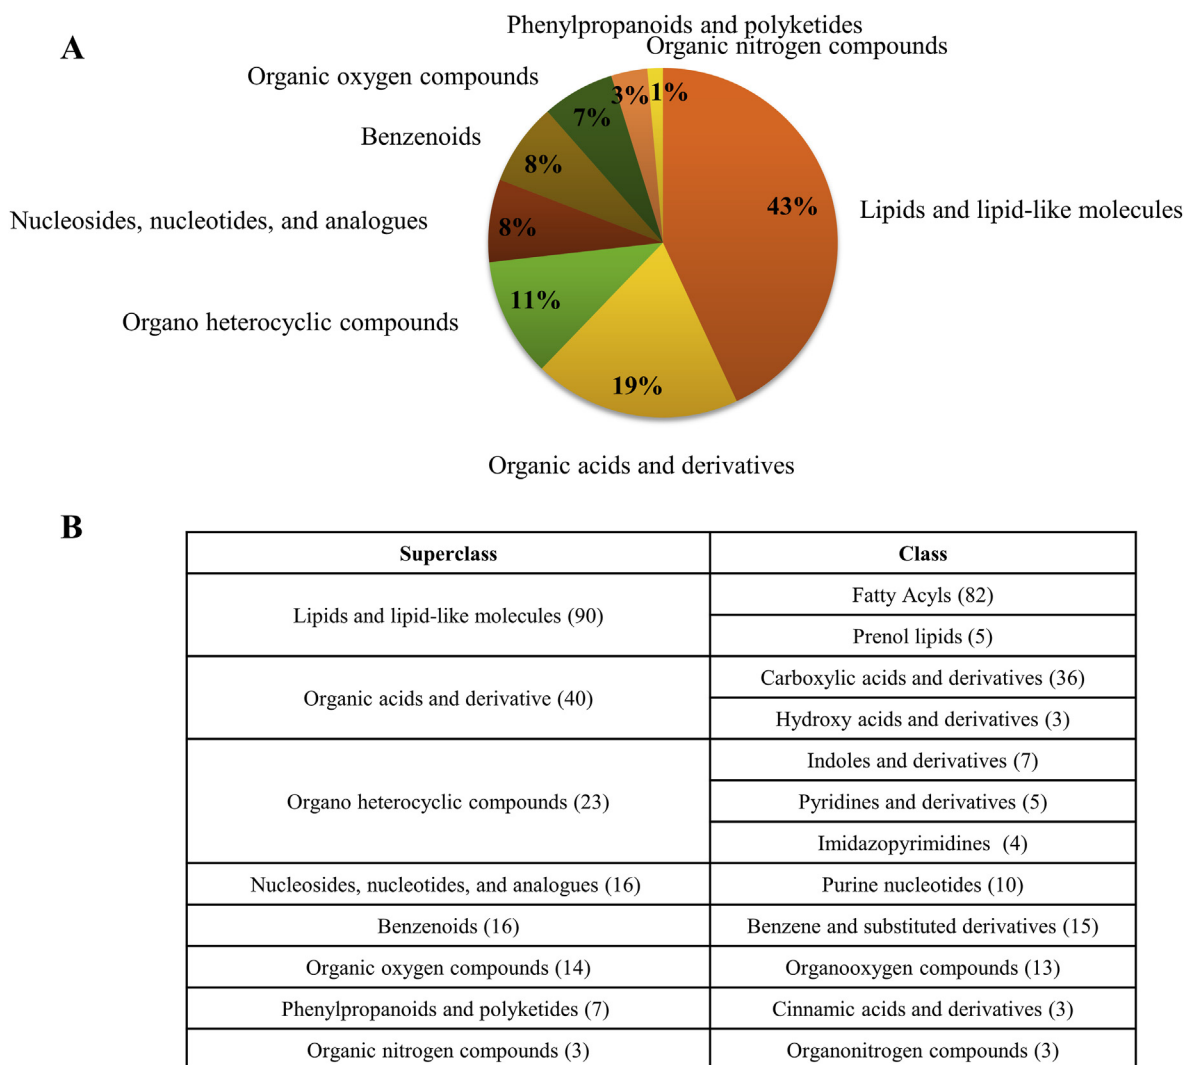 A
Phenylpropanoids and polyketides
Organic nitrogen compounds
Organic oxygen compounds
3%
1%
7%
Benzenoids
8%
43%
Lipids and lipid-like molecules
Nucleosides, nucleotides, and analogues
8%
11%
Organo heterocyclic compounds
19%
Organic acids and derivatives
B
Superclass
Class
Lipids and lipid-like molecules (90)
Fatty Acyls (82)
Prenol lipids (5)
Organic acids and derivative (40)
Carboxylic acids and derivatives (36)
Hydroxy acids and derivatives (3)
Organo heterocyclic compounds (23)
Indoles and derivatives (7)
Pyridines and derivatives (5)
Imidazopyrimidines (4)
Nucleosides, nucleotides, and analogues (16)
Purine nucleotides (10)
Benzenoids (16)
Benzene and substituted derivatives (15)
Organic oxygen compounds (14)
Organooxygen compounds (13)
Phenylpropanoids and polyketides (7)
Cinnamic acids and derivatives (3)
Organic nitrogen compounds (3)
Organonitrogen compounds (3)